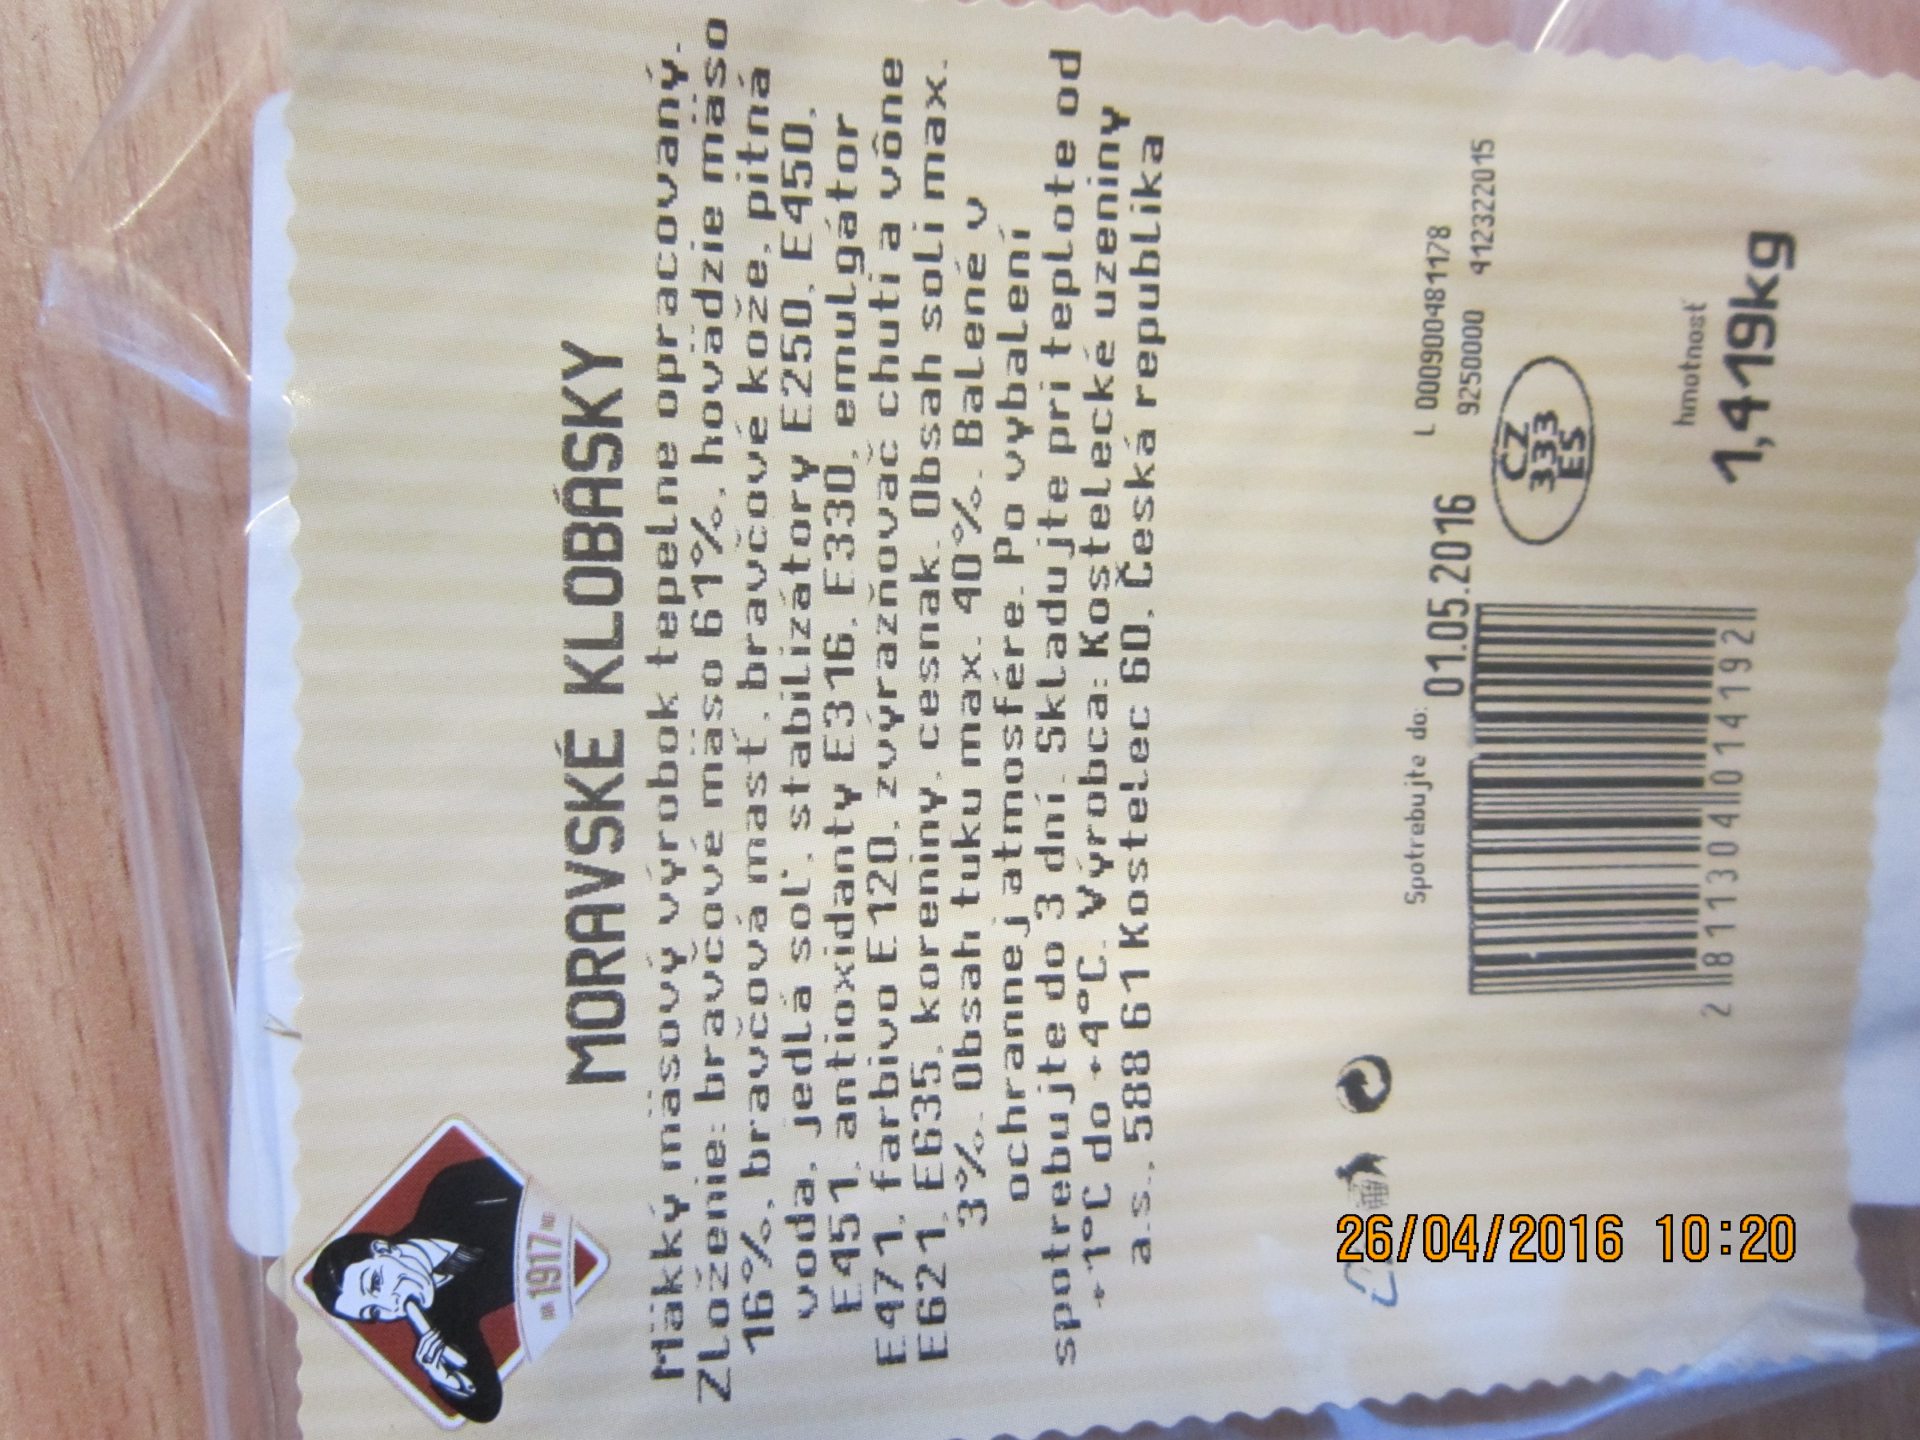 MORAVSKÉ KLOBÁSKY
Mäkký mäsový výrobok tepelne opracovaný.
Zloženie: bravčové mäso 61%, hovädzie mäso
16%, bravčová masť, bravčové kože, pitná
voda, jedlá soľ, stabilizátory E250, E450,
E451, antioxidanty E316, E330, emulgátor
E471, farbivo E120, zvýrazňovač chuti a vône
E621, E635, koreniny, cesnak. Obsah soli max.
3%. Obsah tuku max. 40%. Balené v
ochrannej atmosfére. Po vybalení
spotrebujte do 3 dní. Skladujte pri teplote od
+1°C do +4°C. Výrobca: Kostelecké uzeniny
a.s., 588 61 Kostelec 60, Česká republika
1917
Spotrebujte do: 01.05.2016
L 000900481178
9250000 412322015
CZ
333
ES
2 811304 014192
hmotnosť
1,419kg
26/04/2016 10:20